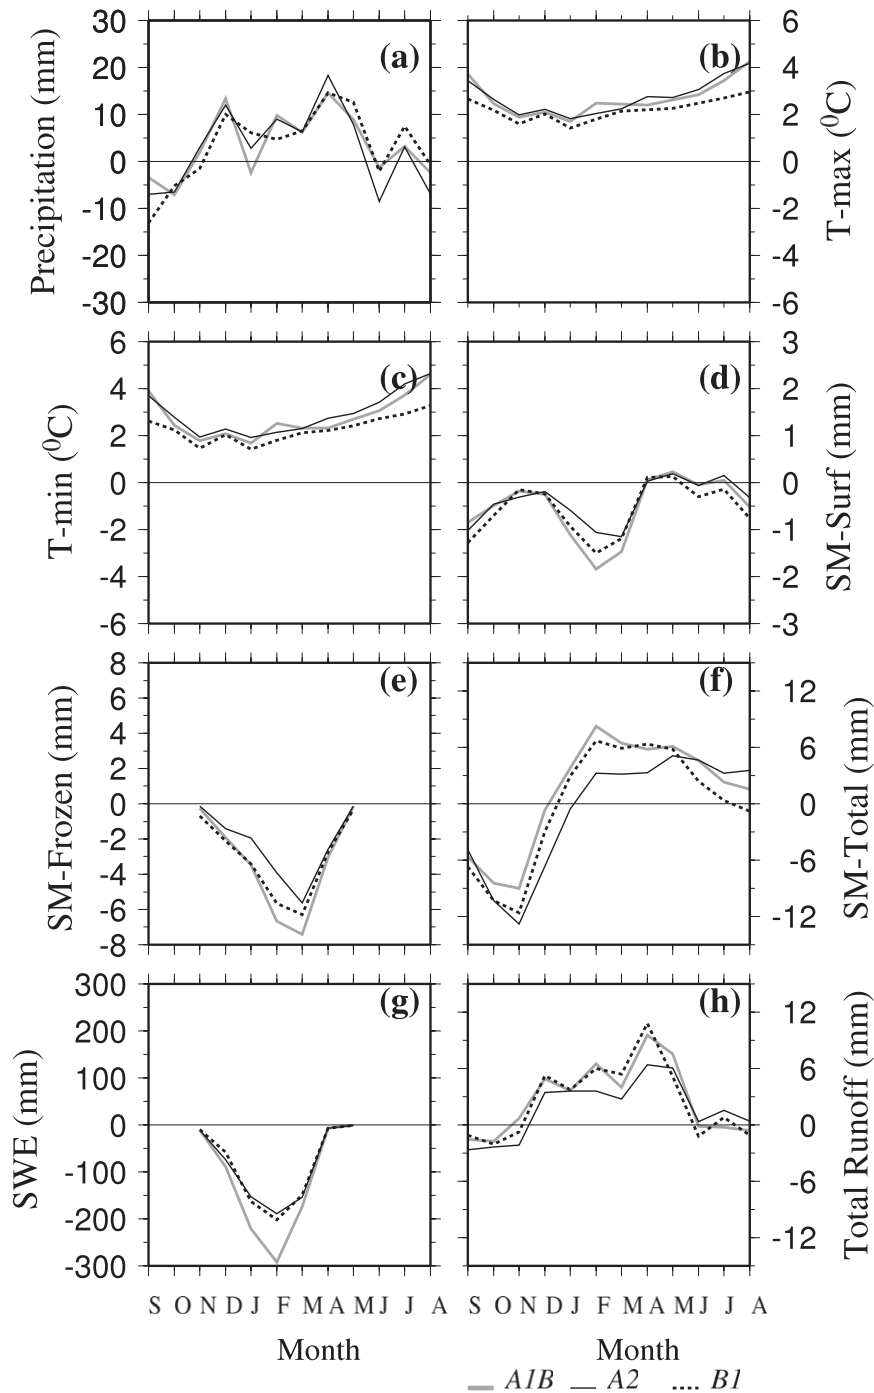 30
20
10
0
-10
-20
-30
Precipitation (mm)
(a)
6
4
2
0
-2
-4
-6
T-max (⁰C)
(b)
6
4
2
0
-2
-4
-6
T-min (⁰C)
(c)
3
2
1
0
-1
-2
-3
SM-Surf (mm)
(d)
8
6
4
2
0
-2
-4
-6
-8
SM-Frozen (mm)
(e)
12
6
0
-6
-12
SM-Total (mm)
(f)
300
200
100
0
-100
-200
-300
SWE (mm)
(g)
12
6
0
-6
-12
Total Runoff (mm)
(h)
S O N D J F M A M J J A
S O N D J F M A M J J A
Month
Month
A1B A2 B1